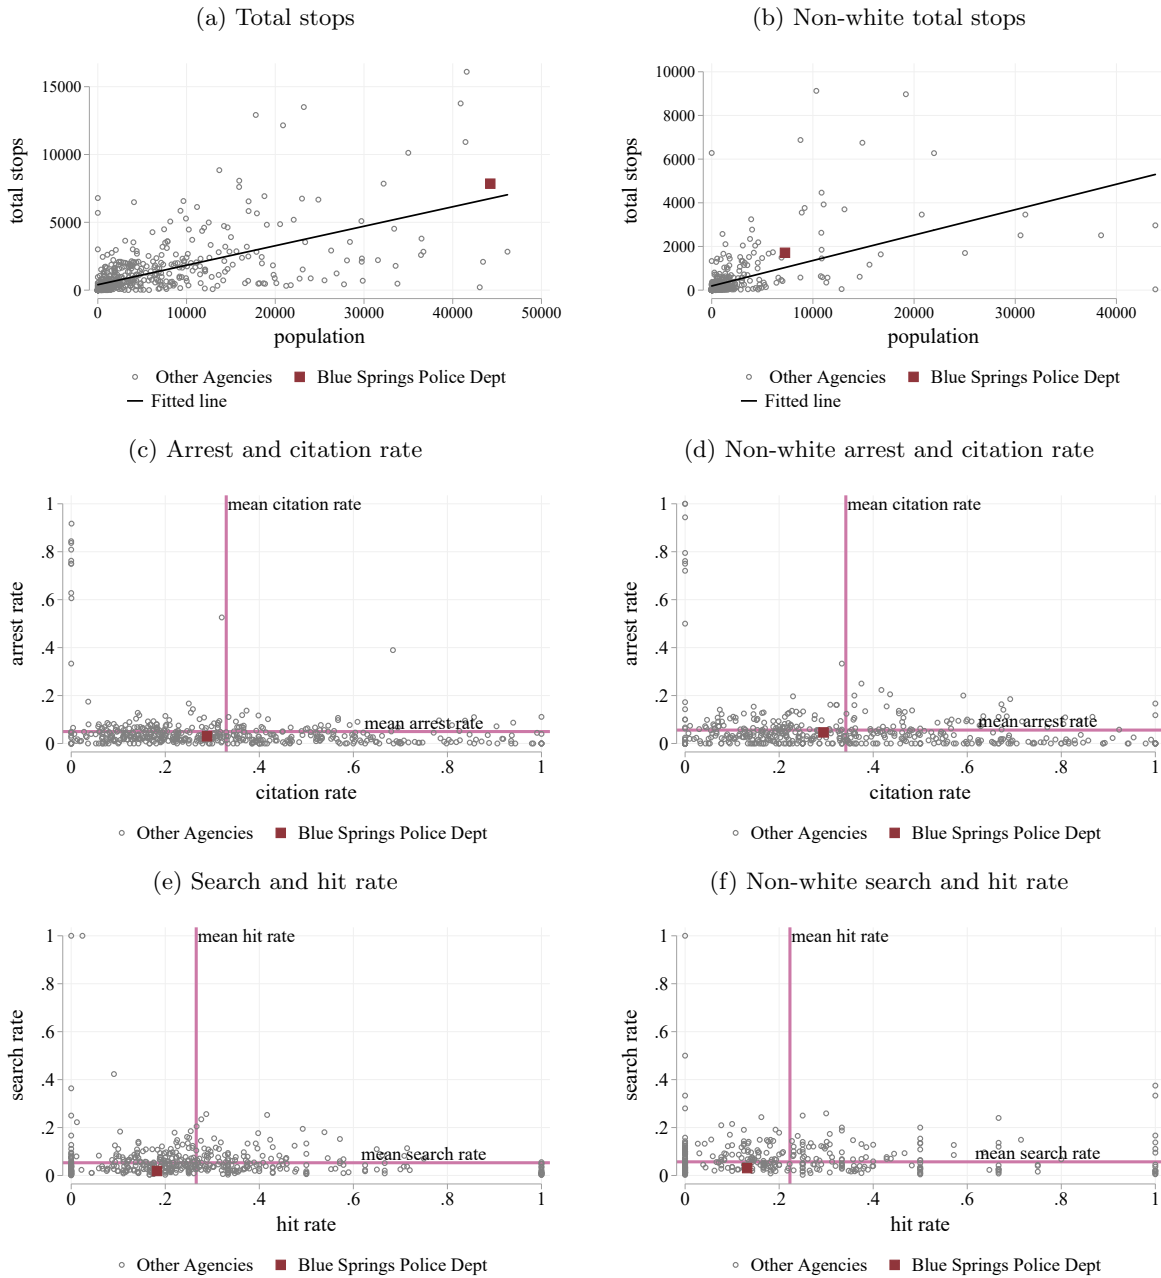 (a) Total stops
(b) Non-white total stops
total stops
15000
10000
5000
0
0 10000 20000 30000 40000 50000
population
Other Agencies Blue Springs Police Dept
Fitted line
total stops
10000
8000
6000
4000
2000
0
0 10000 20000 30000 40000
population
Other Agencies Blue Springs Police Dept
Fitted line
(c) Arrest and citation rate
(d) Non-white arrest and citation rate
arrest rate
1
.8
.6
.4
.2
0
mean citation rate
mean arrest rate
0 .2 .4 .6 .8 1
citation rate
Other Agencies Blue Springs Police Dept
arrest rate
1
.8
.6
.4
.2
0
mean citation rate
mean arrest rate
0 .2 .4 .6 .8 1
citation rate
Other Agencies Blue Springs Police Dept
(e) Search and hit rate
(f) Non-white search and hit rate
search rate
1
.8
.6
.4
.2
0
mean hit rate
mean search rate
0 .2 .4 .6 .8 1
hit rate
Other Agencies Blue Springs Police Dept
search rate
1
.8
.6
.4
.2
0
mean hit rate
mean search rate
0 .2 .4 .6 .8 1
hit rate
Other Agencies Blue Springs Police Dept